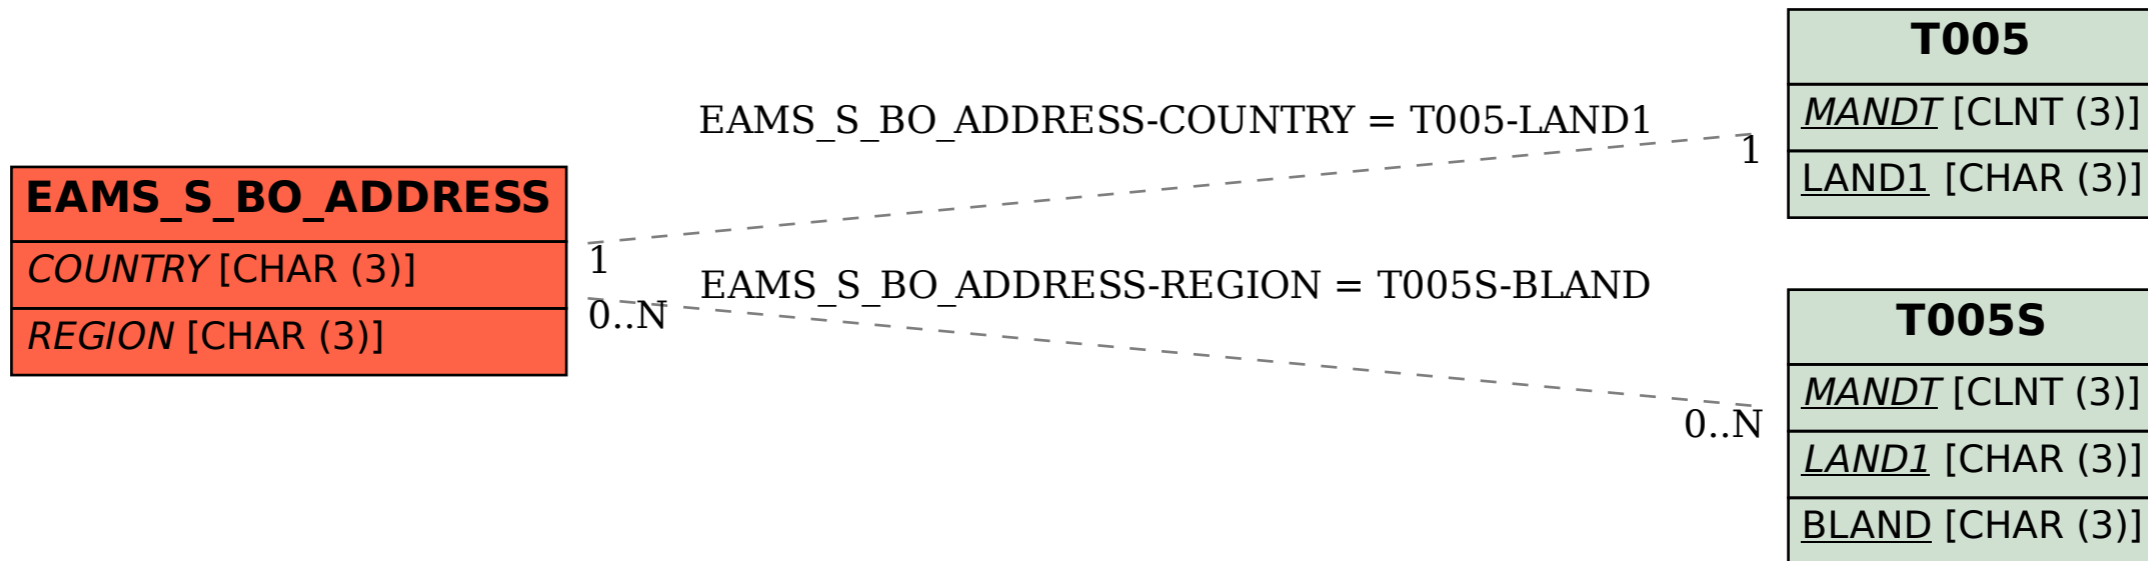 EAMS_S_BO_ADDRESS
COUNTRY [CHAR (3)]
REGION [CHAR (3)]
EAMS_S_BO_ADDRESS-COUNTRY = T005-LAND1
1
1
EAMS_S_BO_ADDRESS-REGION = T005S-BLAND
0..N
0..N
T005
MANDT [CLNT (3)]
LAND1 [CHAR (3)]
T005S
MANDT [CLNT (3)]
LAND1 [CHAR (3)]
BLAND [CHAR (3)]